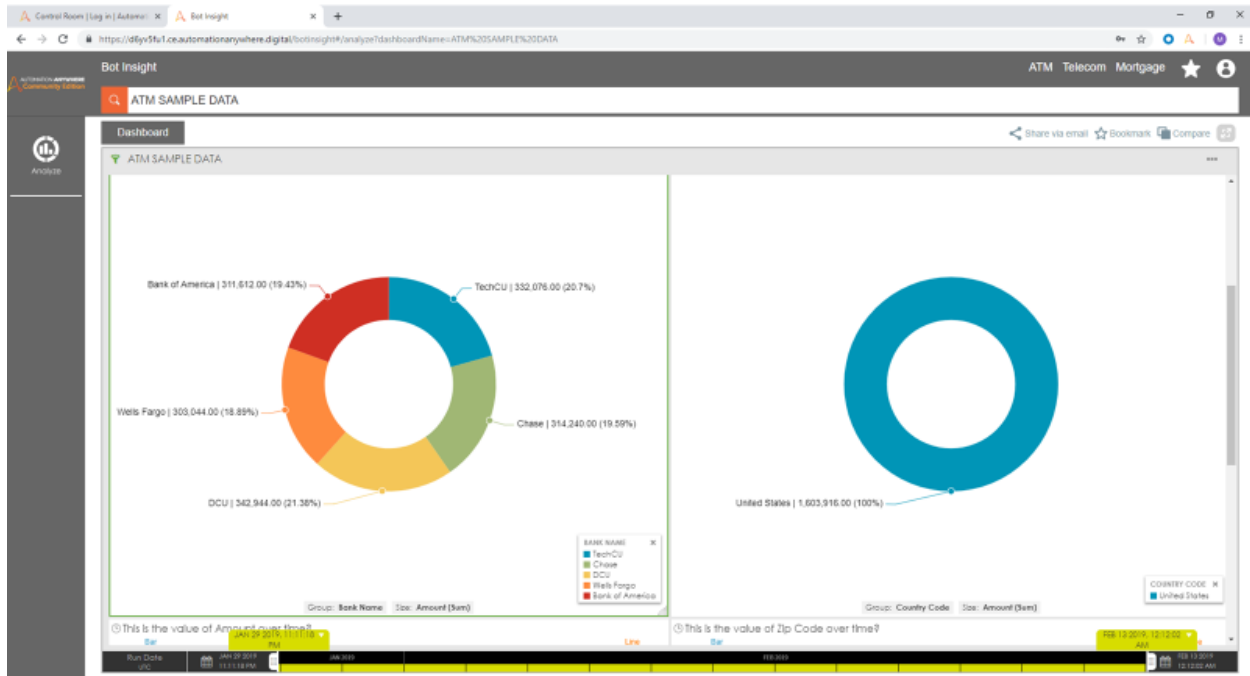 Control Room | Log in | Automat
Bot Insight
https://d6yv5fu1.ce.automationanywhere.digital/botinsight#/analyze?dashboardName=ATM%20SAMPLE%20DATA
AUTOMATION ANYWHERE
Community Edition
Bot Insight
ATM Telecom Mortgage
ATM SAMPLE DATA
Analyze
Dashboard
Share via email
Bookmark
Compare
ATM SAMPLE DATA
Bank of America | 311,612.00 (19.43%)
TechCU | 332,076.00 (20.7%)
Wells Fargo | 303,044.00 (18.89%)
Chase | 314,240.00 (19.59%)
DCU | 342,944.00 (21.38%)
BANK NAME
TechCU
Chase
DCU
Wells Fargo
Bank of America
Group: Bank Name
Size: Amount (Sum)
United States | 1,603,916.00 (100%)
COUNTRY CODE
United States
Group: Country Code
Size: Amount (Sum)
This is the value of Amount over time?
Bar
Line
This is the value of Zip Code over time?
Bar
JAN 29 2019, 11:11:18
PM
FEB 13 2019, 12:12:02
AM
Run Date
UTC
JAN 29 2019
11:11:18 PM
JAN 2019
FEB 2019
FEB 13 2019
12:12:02 AM